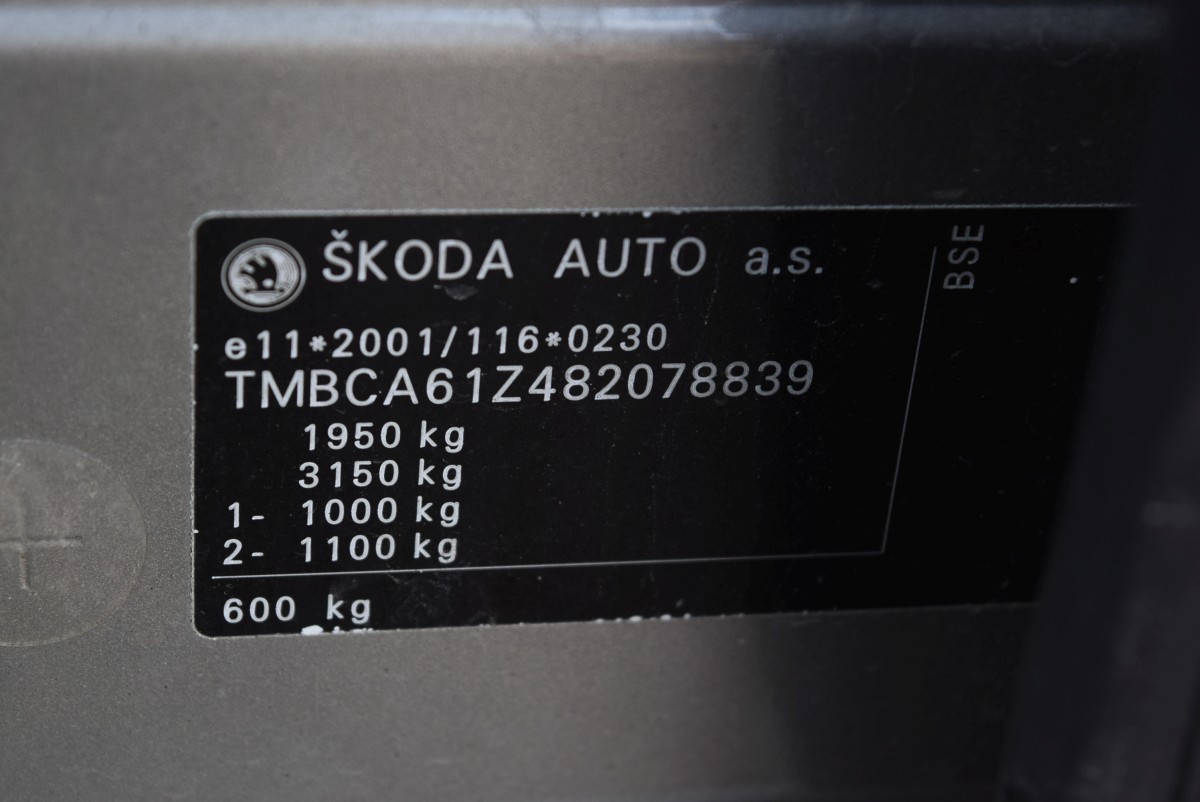 ŠKODA AUTO a.s.
BSE
e11*2001/116*0230
TMBCA61Z482078839
1950 kg
3150 kg
1- 1000 kg
2- 1100 kg
600 kg